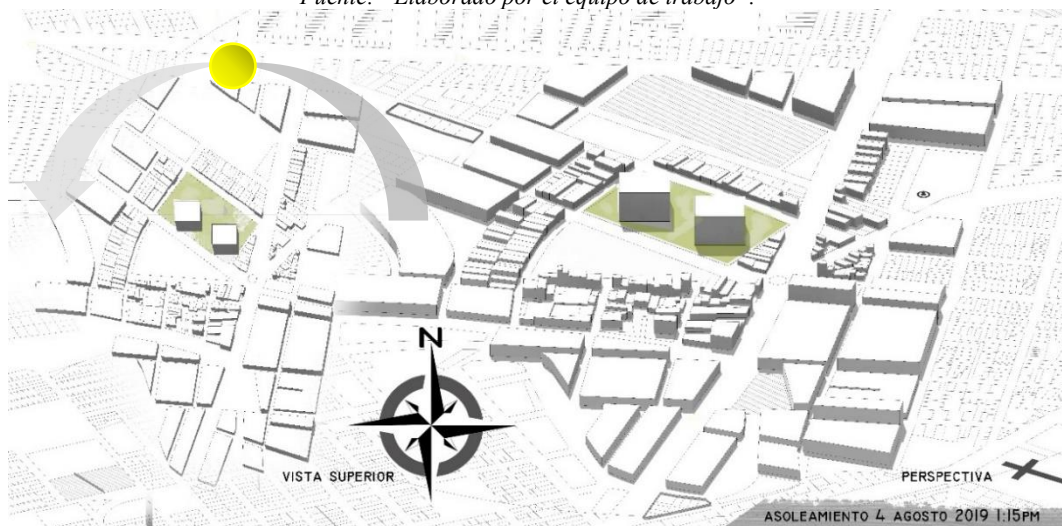 Fuente: "Elaborado por el equipo de trabajo".
N
VISTA SUPERIOR
PERSPECTIVA
ASOLEAMIENTO 4 AGOSTO 2019 1:15PM